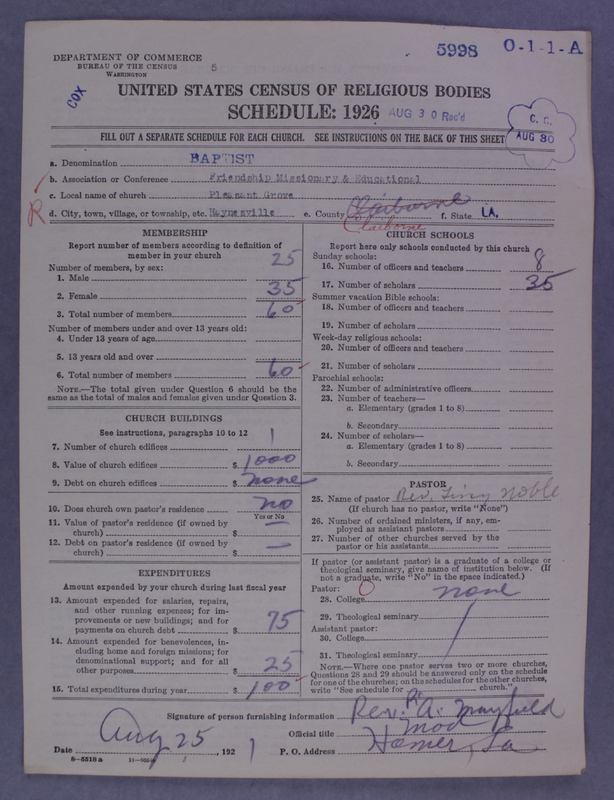 5998 O-1-1-A
DEPARTMENT OF COMMERCE
BUREAU OF THE CENSUS 5
WASHINGTON
COX
UNITED STATES CENSUS OF RELIGIOUS BODIES
SCHEDULE: 1926 AUG 30 Rec'd
C. C.
AUG 30
FILL OUT A SEPARATE SCHEDULE FOR EACH CHURCH. SEE INSTRUCTIONS ON THE BACK OF THIS SHEET
a. Denomination BAPTIST
b. Association or Conference Friendship Missionary & Educational
c. Local name of church Pleasant Grove
R d. City, town, village, or township, etc. Haynesville e. County Claiborne f. State LA.
Claiborne
MEMBERSHIP
Report number of members according to definition of
member in your church
Number of members, by sex:
1. Male 25
2. Female 35
3. Total number of members 60
Number of members under and over 13 years old:
4. Under 13 years of age
5. 13 years old and over
6. Total number of members 60
NOTE.—The total given under Question 6 should be the
same as the total of males and females given under Question 3.
CHURCH BUILDINGS
See instructions, paragraphs 10 to 12
7. Number of church edifices 1
8. Value of church edifices $ 1000
9. Debt on church edifices $ none
10. Does church own pastor's residence no
Yes or No
11. Value of pastor's residence (if owned by
church) $ —
12. Debt on pastor's residence (if owned by
church) $ —
EXPENDITURES
Amount expended by your church during last fiscal year
13. Amount expended for salaries, repairs,
and other running expenses; for im-
provements or new buildings; and for
payments on church debt $ 75
14. Amount expended for benevolences, in-
cluding home and foreign missions; for
denominational support; and for all
other purposes $ 25
15. Total expenditures during year $ 100
CHURCH SCHOOLS
Report here only schools conducted by this church
Sunday schools:
16. Number of officers and teachers 8
17. Number of scholars 35
Summer vacation Bible schools:
18. Number of officers and teachers
19. Number of scholars
Week-day religious schools:
20. Number of officers and teachers
21. Number of scholars
Parochial schools:
22. Number of administrative officers
23. Number of teachers—
a. Elementary (grades 1 to 8)
b. Secondary
24. Number of scholars—
a. Elementary (grades 1 to 8)
b. Secondary
PASTOR
25. Name of pastor Rev. Noble
(If church has no pastor, write "None")
26. Number of ordained ministers, if any, em-
ployed as assistant pastors
27. Number of other churches served by the
pastor or his assistants
If pastor (or assistant pastor) is a graduate of a college or
theological seminary, give name of institution below. (If
not a graduate, write "No" in the space indicated.)
Pastor: O
28. College none
29. Theological seminary
Assistant pastor:
30. College
31. Theological seminary
NOTE.—Where one pastor serves two or more churches,
Questions 28 and 29 should be answered only on the schedule
for one of the churches; on the schedules for the other churches,
write "See schedule for church."
Signature of person furnishing information Rev. R. A. Mayfield
Official title Mod
Date Aug 25, 192 P. O. Address Homer, La
8—5518 a